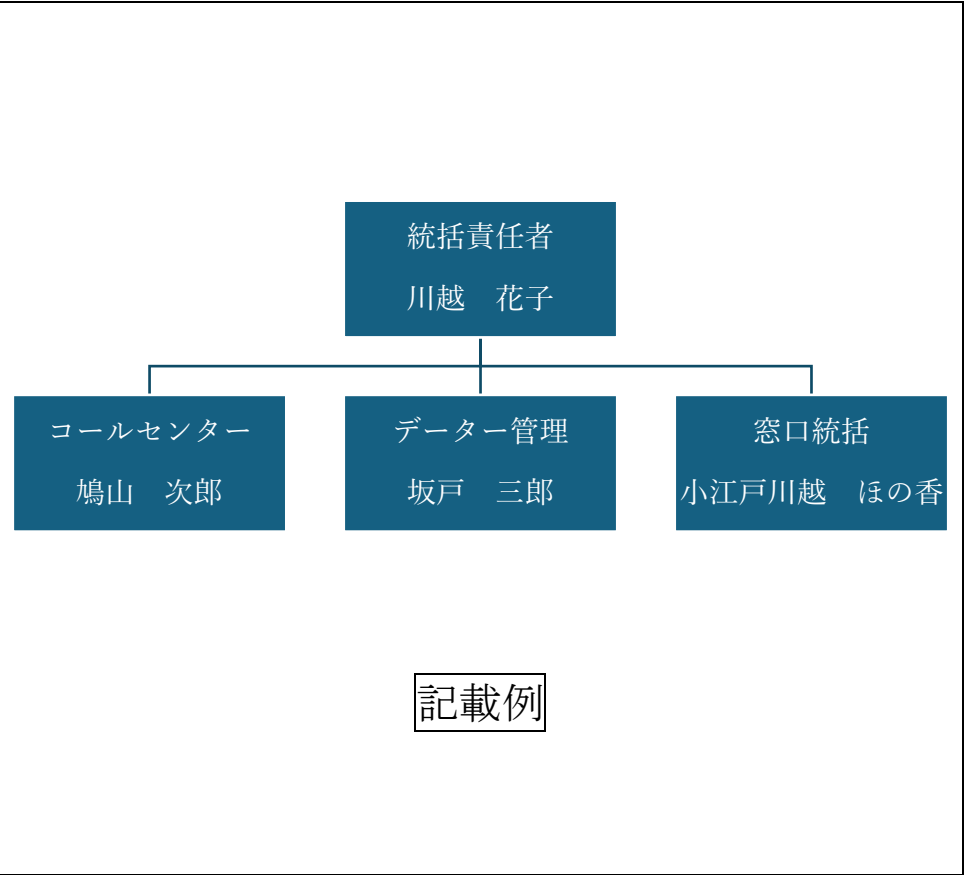 統括責任者
川越　花子
コールセンター
鳩山　次郎
データー管理
坂戸　三郎
窓口統括
小江戸川越　ほの香
記載例